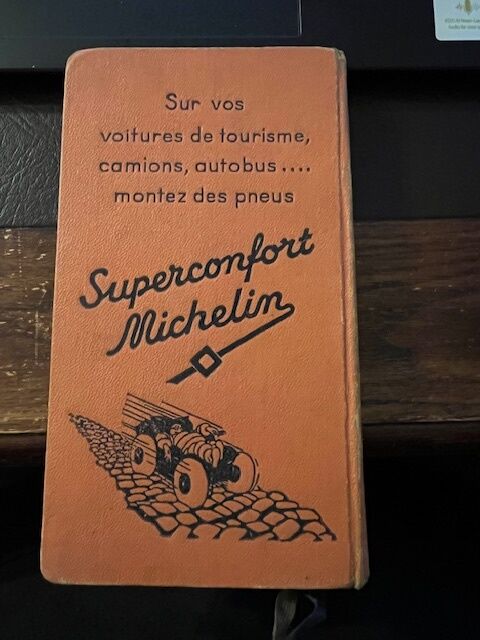 Sur vos
voitures de tourisme,
camions, autobus....
montez des pneus
Superconfort
Michelin